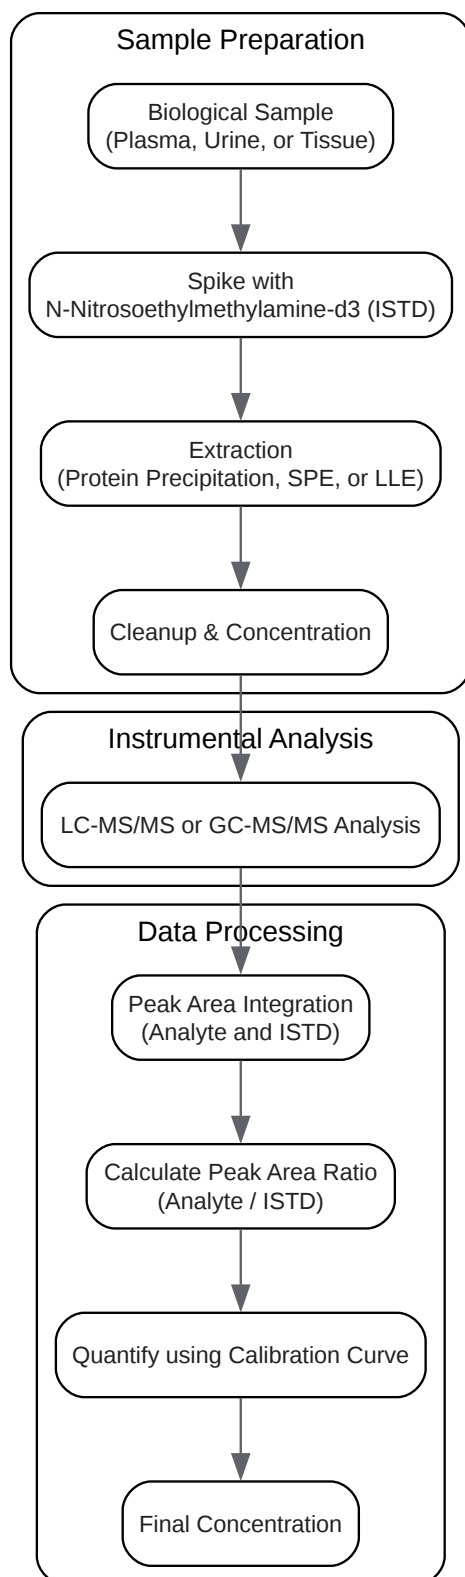 Sample Preparation
Biological Sample
(Plasma, Urine, or Tissue)
Spike with
N-Nitrosoethylmethylamine-d3 (ISTD)
Extraction
(Protein Precipitation, SPE, or LLE)
Cleanup & Concentration
Instrumental Analysis
LC-MS/MS or GC-MS/MS Analysis
Data Processing
Peak Area Integration
(Analyte and ISTD)
Calculate Peak Area Ratio
(Analyte / ISTD)
Quantify using Calibration Curve
Final Concentration